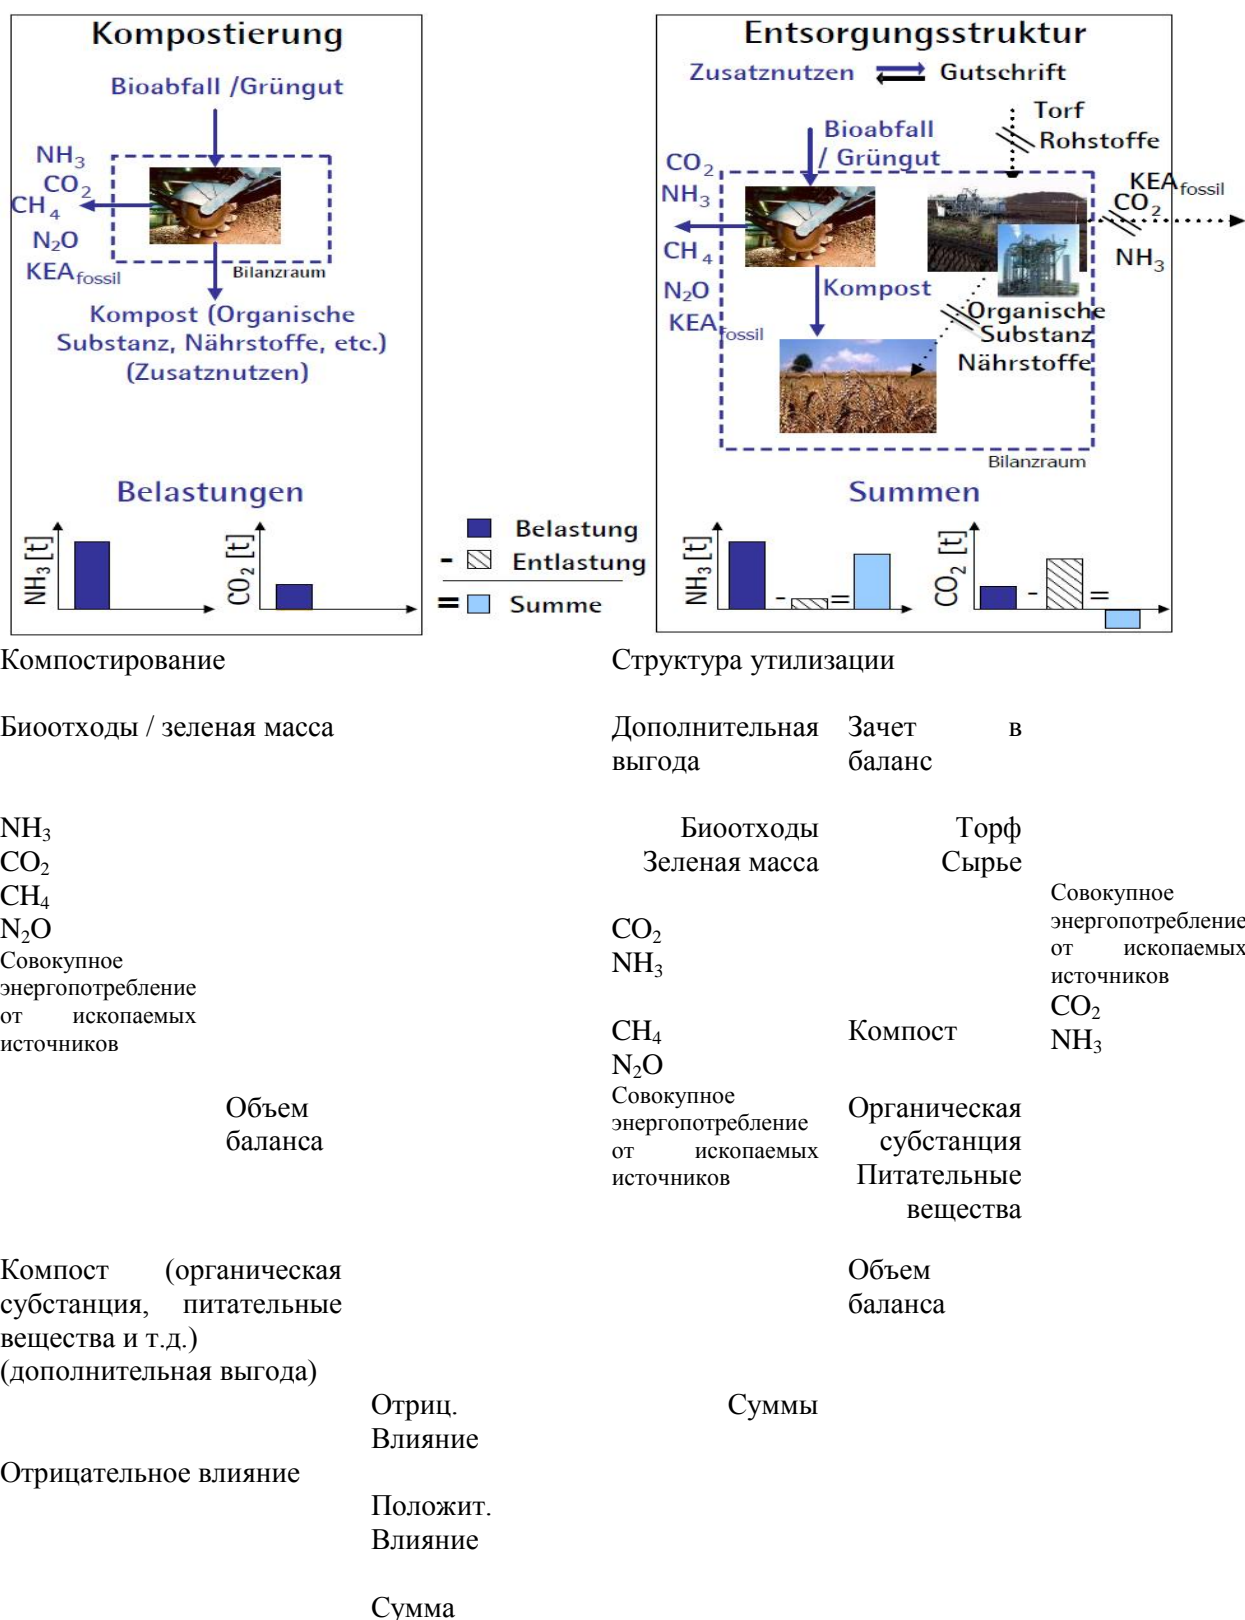 Kompostierung
Bioabfall /Grüngut
NH3
CO2
CH4
N2O
KEAfossil
Bilanzraum
Kompost (Organische
Substanz, Nährstoffe, etc.)
(Zusatznutzen)
Belastungen
NH3 [t]
CO2 [t]
Belastung
- Entlastung
= Summe
Entsorgungsstruktur
Zusatznutzen Gutschrift
Torf
Rohstoffe
Bioabfall
/ Grüngut
CO2
NH3
CH4
N2O
KEAfossil
KEAfossil
CO2
NH3
Kompost
Organische
Substanz
Nährstoffe
Bilanzraum
Summen
NH3 [t]
- =
CO2 [t]
- =
Компостирование
Структура утилизации
Биоотходы / зеленая масса
Дополнительная
выгода
Зачет в
баланс
NH3
CO2
CH4
N2O
Совокупное
энергопотребление
от ископаемых
источников
Биоотходы
Зеленая масса
Торф
Сырье
CO2
NH3
CH4
N2O
Совокупное
энергопотребление
от ископаемых
источников
Совокупное
энергопотребление
от ископаемых
источников
CO2
NH3
Компост
Объем
баланса
Органическая
субстанция
Питательные
вещества
Компост (органическая
субстанция, питательные
вещества и т.д.)
(дополнительная выгода)
Объем
баланса
Отриц.
Влияние
Суммы
Отрицательное влияние
Положит.
Влияние
Сумма